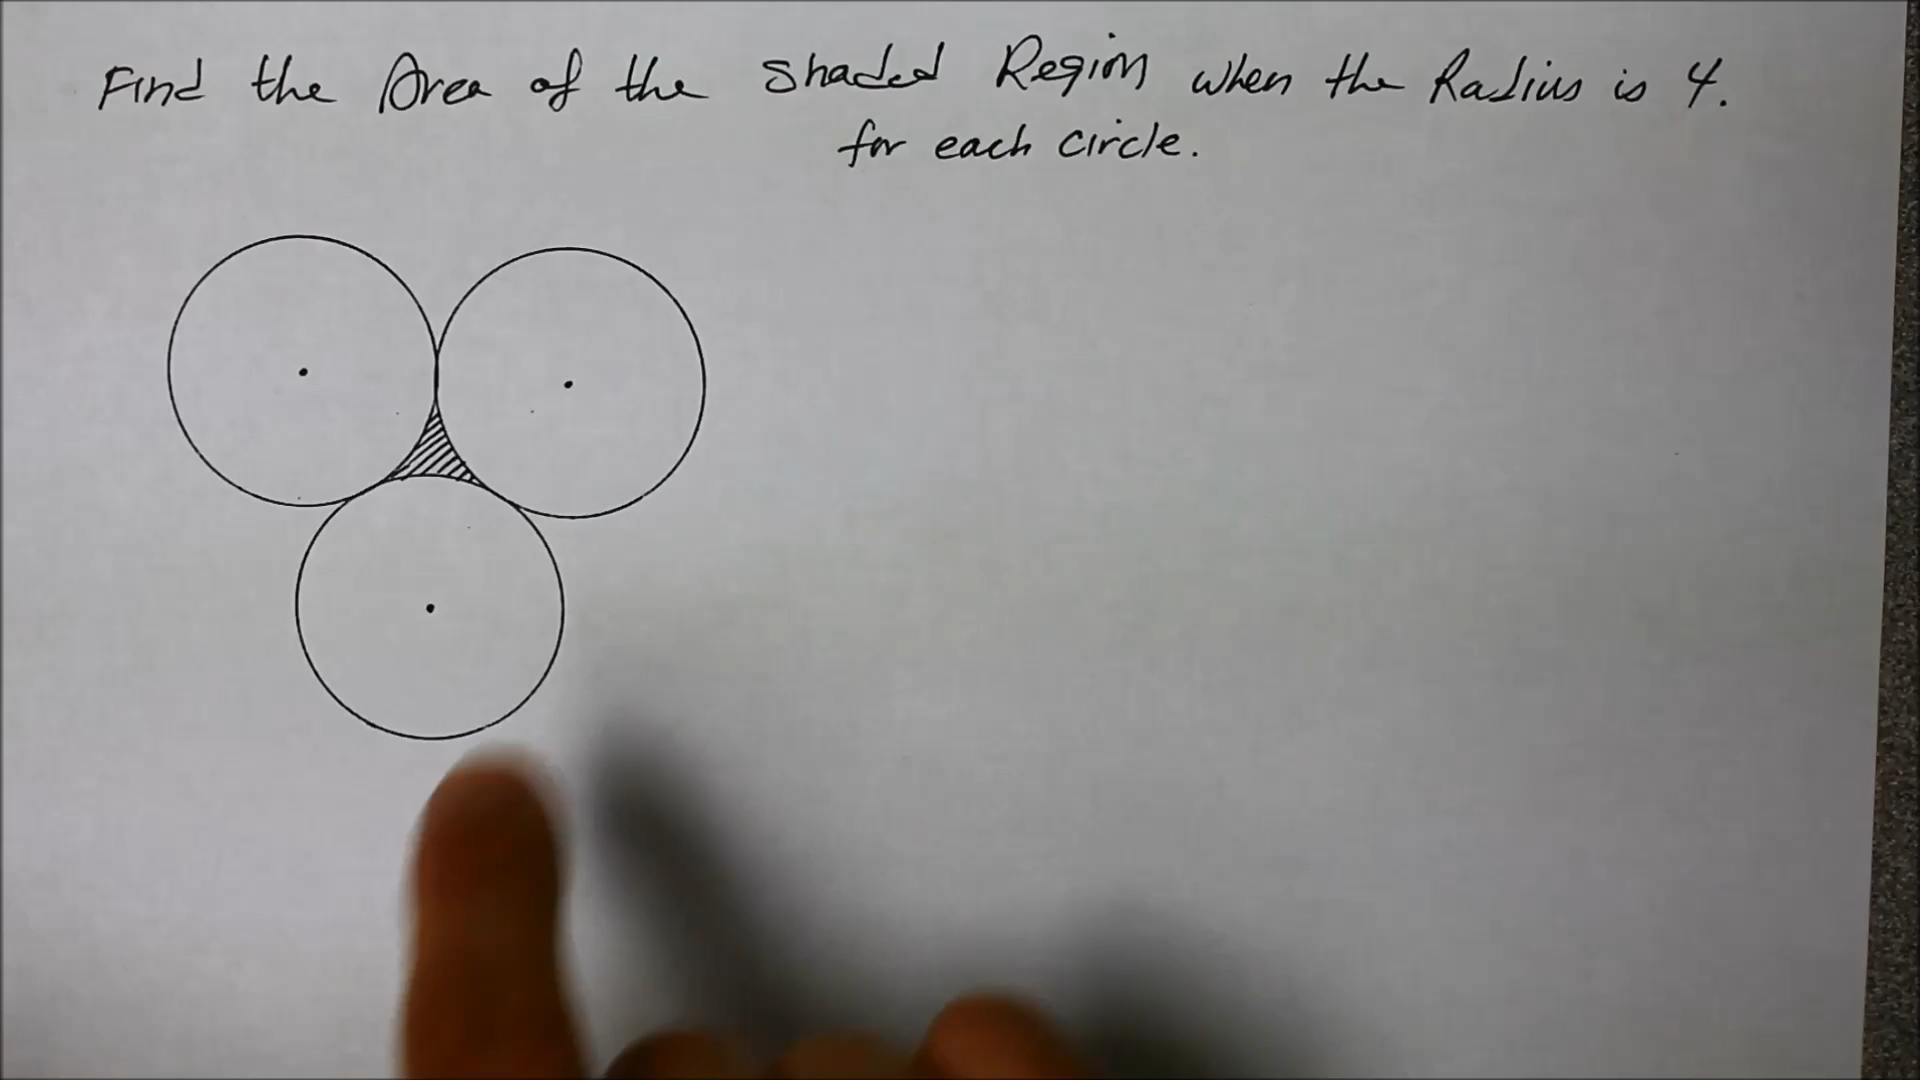 Find the Area of the shaded Region when the Radius is 4.
for each circle.